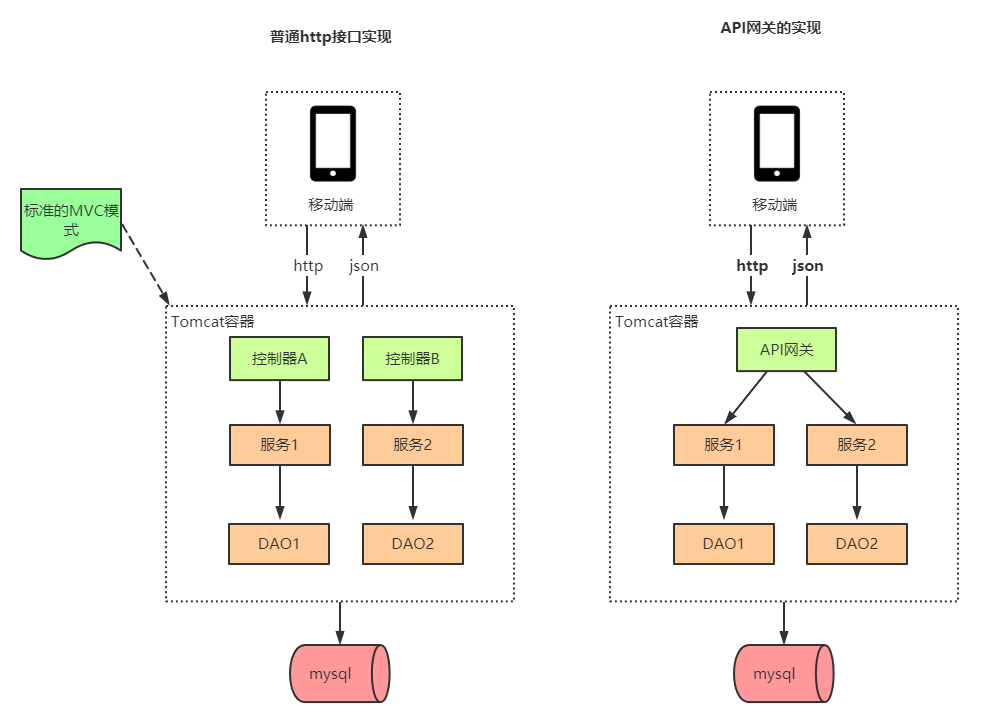 普通http接口实现
移动端
标准的MVC模
式
http
json
Tomcat容器
控制器A
控制器B
服务1
服务2
DAO1
DAO2
mysql
API网关的实现
移动端
http
json
Tomcat容器
API网关
服务1
服务2
DAO1
DAO2
mysql